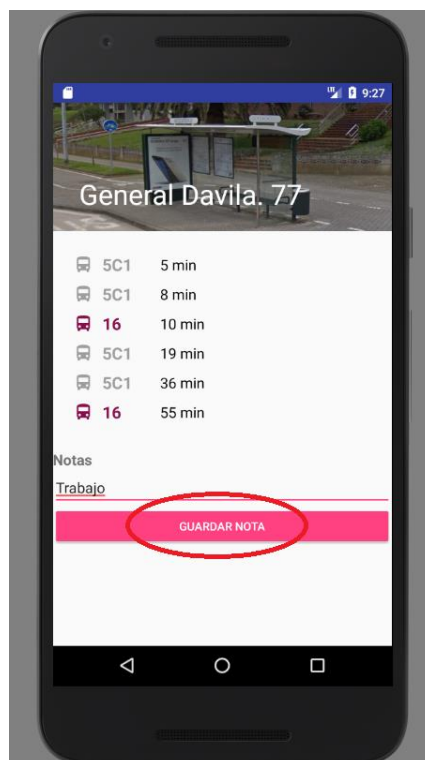 9:27
General Davila. 77
5C1 5 min
5C1 8 min
16 10 min
5C1 19 min
5C1 36 min
16 55 min
Notas
Trabajo
GUARDAR NOTA